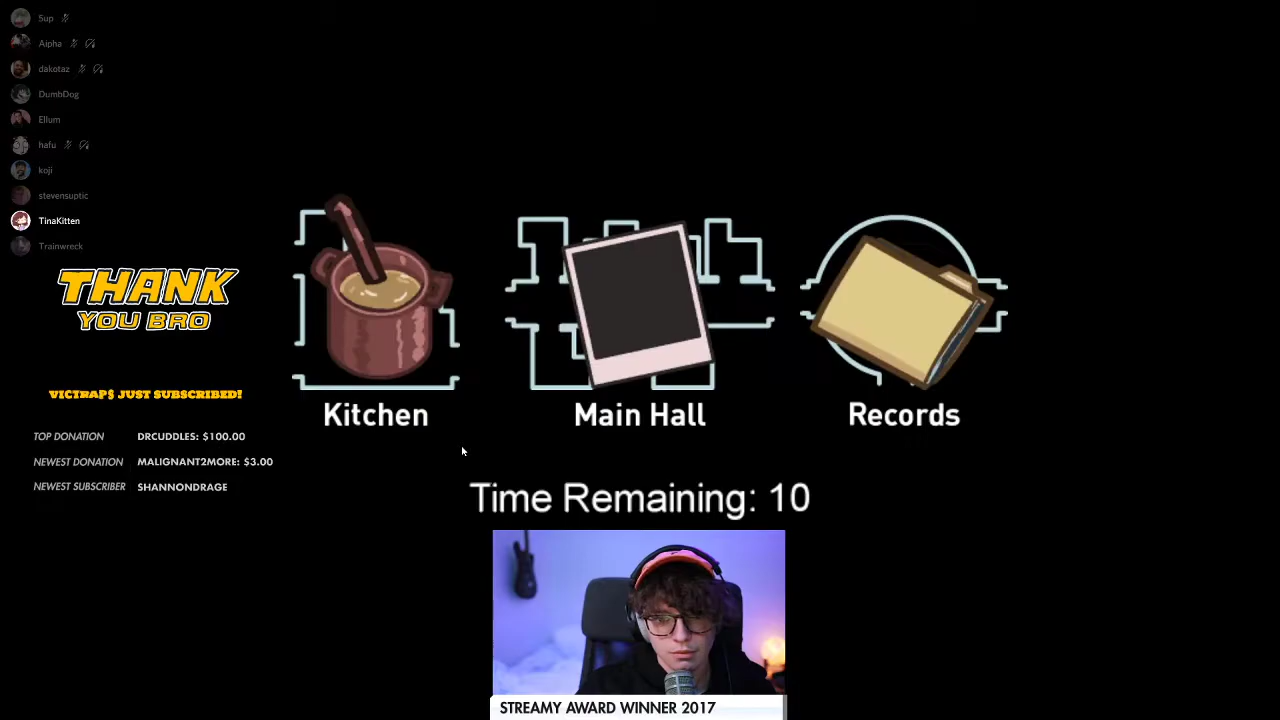 5up
Aipha
dakotaz
DumbDog
Ellum
hafu
koji
stevensuptic
TinaKitten
Trainwreck
THANK
YOU BRO
VICTRAP$ JUST SUBSCRIBED!
TOP DONATION DRCUDDLES: $100.00
NEWEST DONATION MALIGNANT2MORE: $3.00
NEWEST SUBSCRIBER SHANNONDRAGE
Kitchen Main Hall Records
Time Remaining: 10
STREAMY AWARD WINNER 2017